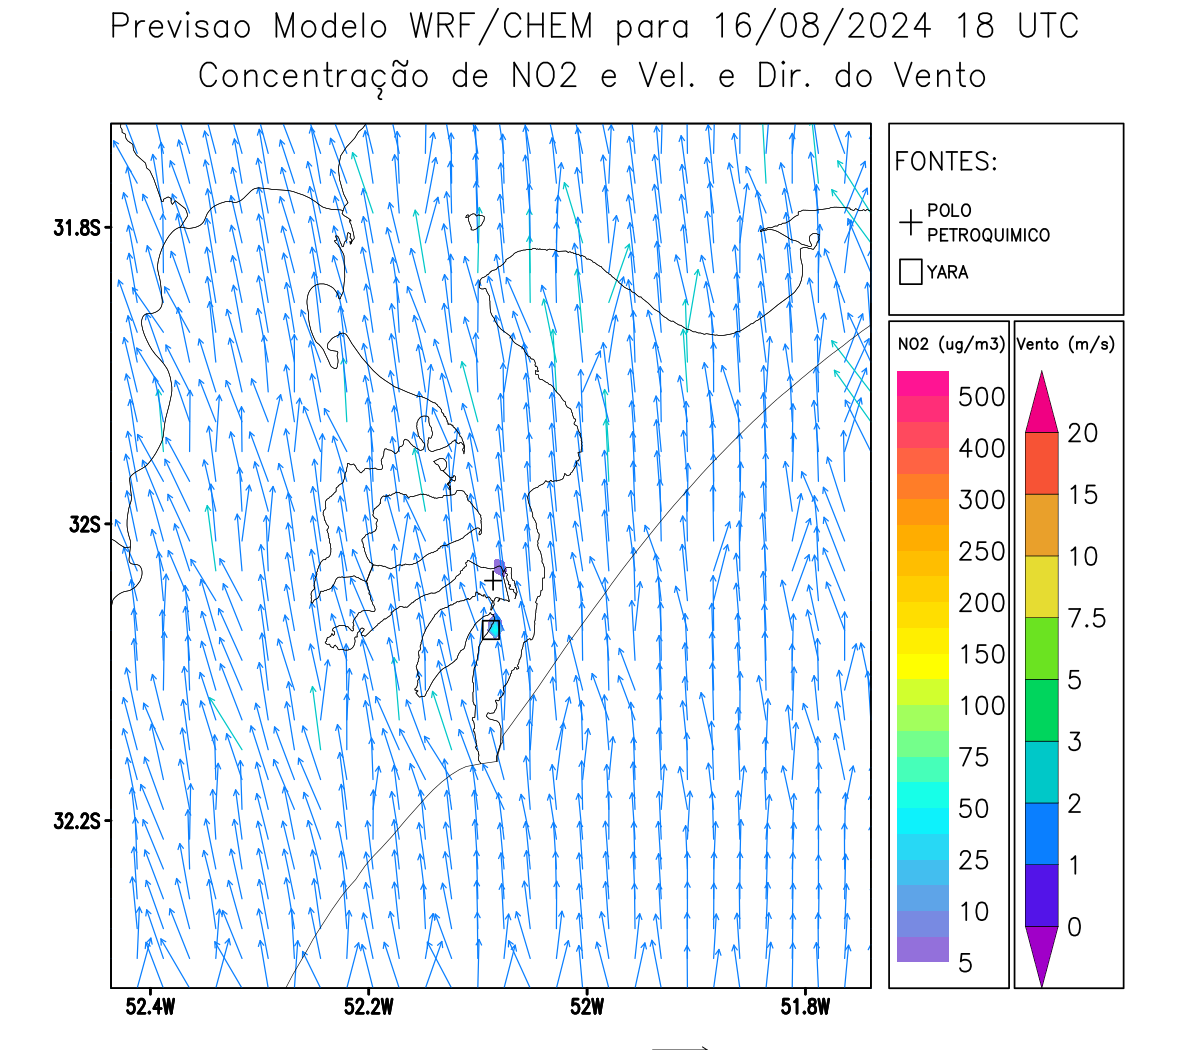 Previsao Modelo WRF/CHEM para 16/08/2024 18 UTC
Concentração de NO2 e Vel. e Dir. do Vento
FONTES:
POLO
PETROQUIMICO
YARA
31.8S
32S
32.2S
52.4W
52.2W
52W
51.8W
NO2 (ug/m3)
500
400
300
250
200
150
100
75
50
25
10
5
Vento (m/s)
20
15
10
7.5
5
3
2
1
0